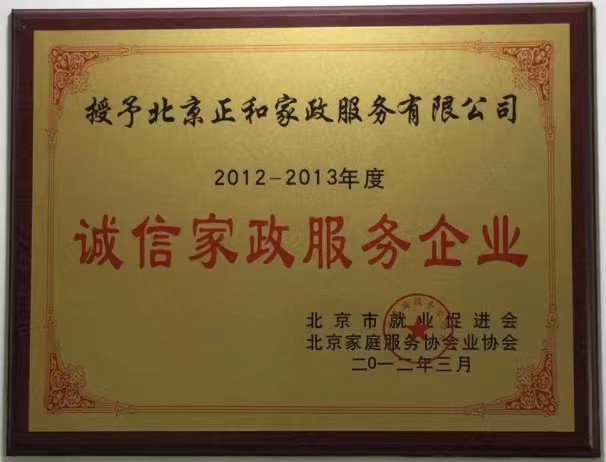 授予北京正和家政服务有限公司
2012-2013年度
诚信家政服务企业
北京市就业促进会
北京家庭服务协会业协会
二〇一二年三月